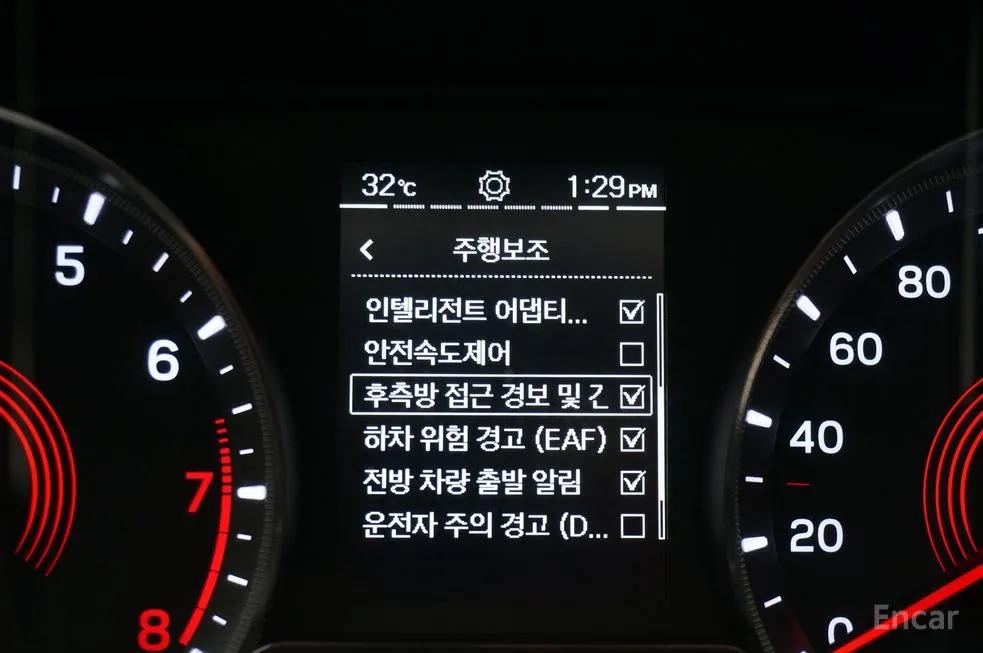 32℃ 1:29PM
주행보조
인텔리전트 어댑티...
안전속도제어
후측방 접근 경보 및 긴
하차 위험 경고 (EAF)
전방 차량 출발 알림
운전자 주의 경고 (D...
5
6
7
8
80
60
40
20
0
Encar